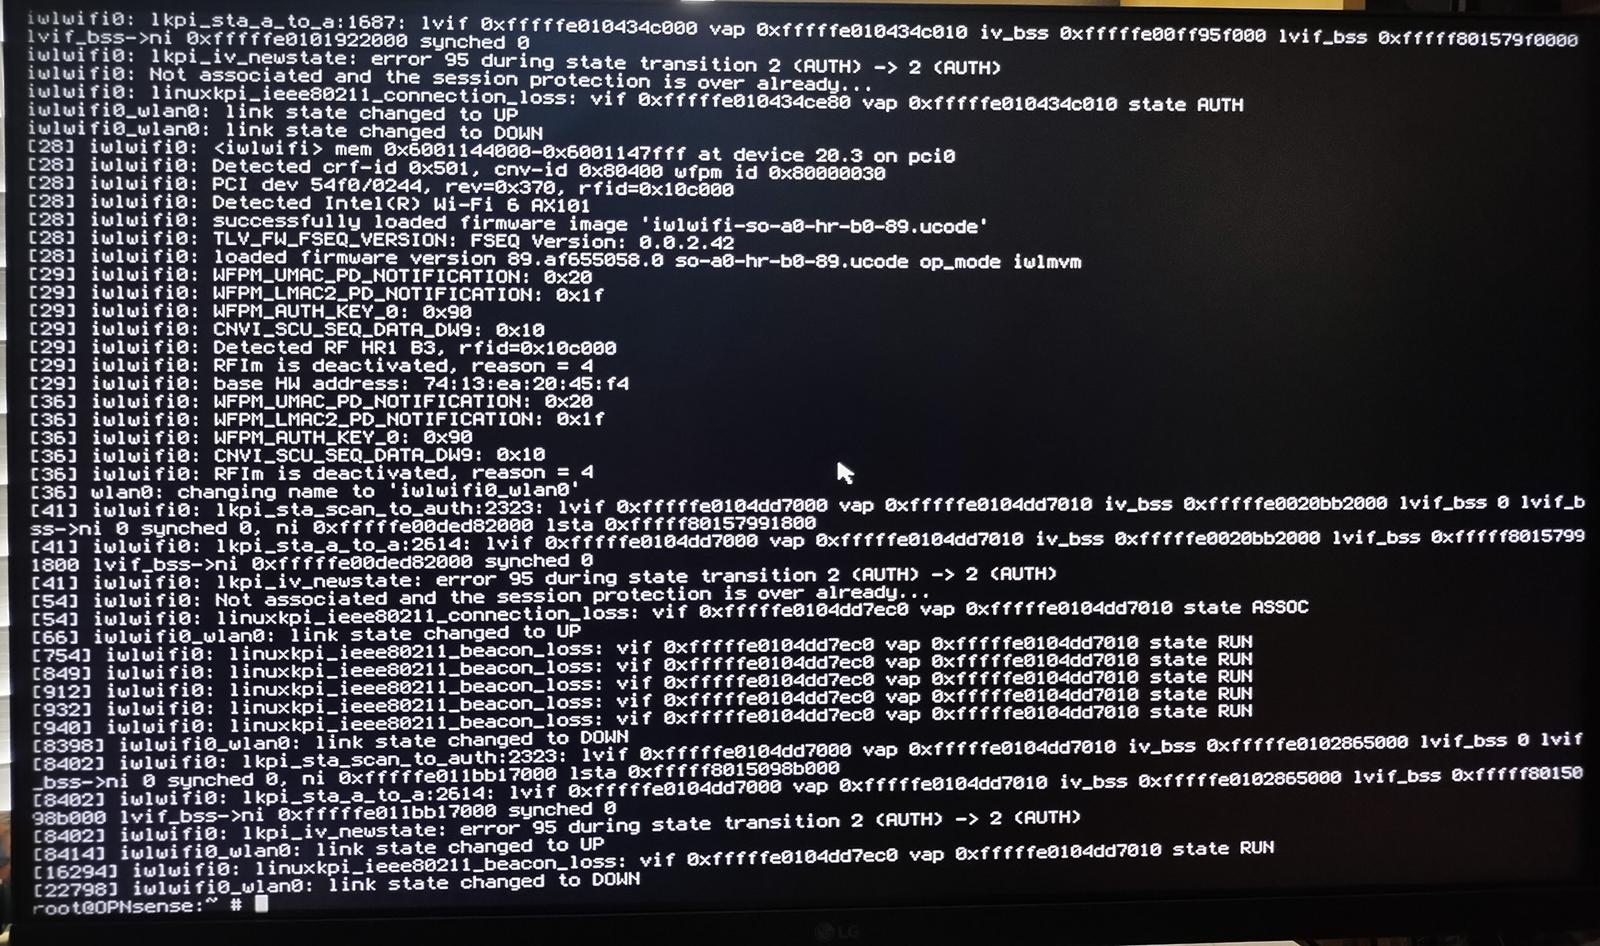 iwlwifi0: lkpi_sta_a_to_a:1687: lvif 0xfffffe010434c000 vap 0xfffffe010434c010 iv_bss 0xfffffe00ff95f000 lvif_bss 0xfffff801579f0000
lvif_bss->ni 0xfffffe0101922000 synched 0
iwlwifi0: lkpi_iv_newstate: error 95 during state transition 2 (AUTH) -> 2 (AUTH)
iwlwifi0: Not associated and the session protection is over already...
iwlwifi0: linuxkpi_ieee80211_connection_loss: vif 0xfffffe010434ce80 vap 0xfffffe010434c010 state AUTH
iwlwifi0_wlan0: link state changed to UP
iwlwifi0_wlan0: link state changed to DOWN
[28] iwlwifi0: <iwlwifi> mem 0x6001144000-0x6001147fff at device 20.3 on pci0
[28] iwlwifi0: Detected crf-id 0x501, cnv-id 0x80400 wfpm id 0x80000030
[28] iwlwifi0: PCI dev 54f0/0244, rev=0x370, rfid=0x10c000
[28] iwlwifi0: Detected Intel(R) Wi-Fi 6 AX101
[28] iwlwifi0: successfully loaded firmware image 'iwlwifi-so-a0-hr-b0-89.ucode'
[28] iwlwifi0: TLV_FW_FSEQ_VERSION: FSEQ Version: 0.0.2.42
[28] iwlwifi0: loaded firmware version 89.af655058.0 so-a0-hr-b0-89.ucode op_mode iwlmvm
[29] iwlwifi0: WFPM_UMAC_PD_NOTIFICATION: 0x20
[29] iwlwifi0: WFPM_LMAC2_PD_NOTIFICATION: 0x1f
[29] iwlwifi0: WFPM_AUTH_KEY_0: 0x90
[29] iwlwifi0: CNVI_SCU_SEQ_DATA_DW9: 0x10
[29] iwlwifi0: Detected RF HR1 B3, rfid=0x10c000
[29] iwlwifi0: RFIm is deactivated, reason = 4
[29] iwlwifi0: base HW address: 74:13:ea:20:45:f4
[36] iwlwifi0: WFPM_UMAC_PD_NOTIFICATION: 0x20
[36] iwlwifi0: WFPM_LMAC2_PD_NOTIFICATION: 0x1f
[36] iwlwifi0: WFPM_AUTH_KEY_0: 0x90
[36] iwlwifi0: CNVI_SCU_SEQ_DATA_DW9: 0x10
[36] iwlwifi0: RFIm is deactivated, reason = 4
[36] wlan0: changing name to 'iwlwifi0_wlan0'
[41] iwlwifi0: lkpi_sta_scan_to_auth:2323: lvif 0xfffffe0104dd7000 vap 0xfffffe0104dd7010 iv_bss 0xfffffe0020bb2000 lvif_bss 0 lvif_b
ss->ni 0 synched 0, ni 0xfffffe00ded82000 lsta 0xfffff80157991800
[41] iwlwifi0: lkpi_sta_a_to_a:2614: lvif 0xfffffe0104dd7000 vap 0xfffffe0104dd7010 iv_bss 0xfffffe0020bb2000 lvif_bss 0xfffff8015799
1800 lvif_bss->ni 0xfffffe00ded82000 synched 0
[41] iwlwifi0: lkpi_iv_newstate: error 95 during state transition 2 (AUTH) -> 2 (AUTH)
[54] iwlwifi0: Not associated and the session protection is over already...
[54] iwlwifi0: linuxkpi_ieee80211_connection_loss: vif 0xfffffe0104dd7ec0 vap 0xfffffe0104dd7010 state ASSOC
[66] iwlwifi0_wlan0: link state changed to UP
[754] iwlwifi0: linuxkpi_ieee80211_beacon_loss: vif 0xfffffe0104dd7ec0 vap 0xfffffe0104dd7010 state RUN
[849] iwlwifi0: linuxkpi_ieee80211_beacon_loss: vif 0xfffffe0104dd7ec0 vap 0xfffffe0104dd7010 state RUN
[912] iwlwifi0: linuxkpi_ieee80211_beacon_loss: vif 0xfffffe0104dd7ec0 vap 0xfffffe0104dd7010 state RUN
[932] iwlwifi0: linuxkpi_ieee80211_beacon_loss: vif 0xfffffe0104dd7ec0 vap 0xfffffe0104dd7010 state RUN
[940] iwlwifi0: linuxkpi_ieee80211_beacon_loss: vif 0xfffffe0104dd7ec0 vap 0xfffffe0104dd7010 state RUN
[8398] iwlwifi0_wlan0: link state changed to DOWN
[8402] iwlwifi0: lkpi_sta_scan_to_auth:2323: lvif 0xfffffe0104dd7000 vap 0xfffffe0104dd7010 iv_bss 0xfffffe0102865000 lvif_bss 0 lvif
_bss->ni 0 synched 0, ni 0xfffffe011bb17000 lsta 0xfffff8015098b000
[8402] iwlwifi0: lkpi_sta_a_to_a:2614: lvif 0xfffffe0104dd7000 vap 0xfffffe0104dd7010 iv_bss 0xfffffe0102865000 lvif_bss 0xfffff80150
98b000 lvif_bss->ni 0xfffffe011bb17000 synched 0
[8402] iwlwifi0: lkpi_iv_newstate: error 95 during state transition 2 (AUTH) -> 2 (AUTH)
[8414] iwlwifi0_wlan0: link state changed to UP
[16294] iwlwifi0: linuxkpi_ieee80211_beacon_loss: vif 0xfffffe0104dd7ec0 vap 0xfffffe0104dd7010 state RUN
[22798] iwlwifi0_wlan0: link state changed to DOWN
root@OPNsense:~ #
LG